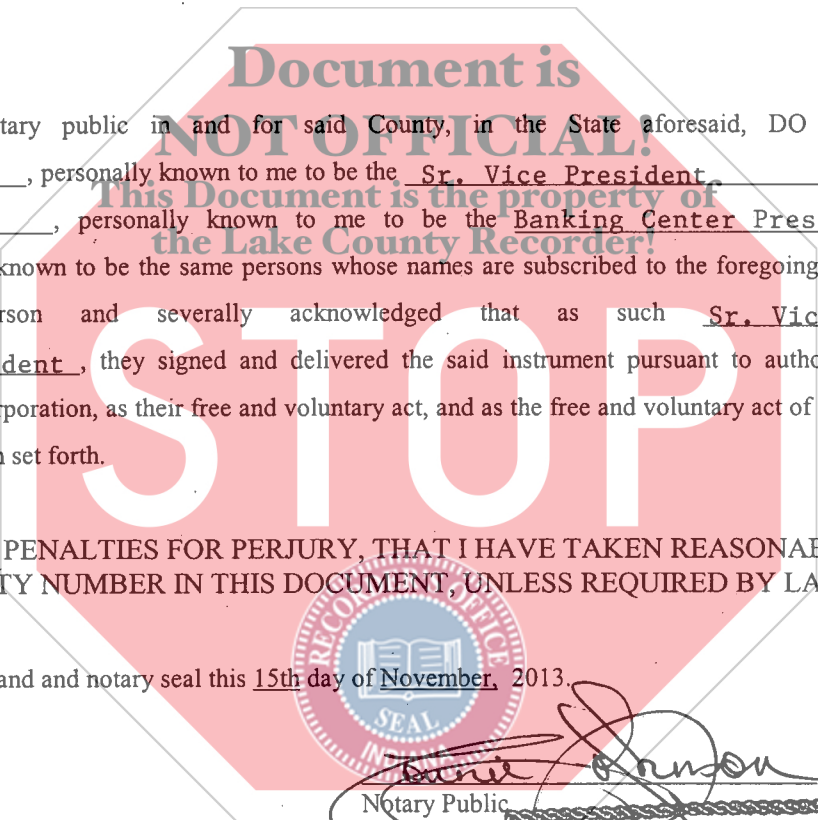 Document is
NOT OFFICIAL!
This Document is the property of
the Lake County Recorder!
STOP
tary public in and for said County, in the State aforesaid, DO
, personally known to me to be the Sr. Vice President
, personally known to me to be the Banking Center Pres
known to be the same persons whose names are subscribed to the foregoing
rson and severally acknowledged that as such Sr. Vic
dent, they signed and delivered the said instrument pursuant to autho
rporation, as their free and voluntary act, and as the free and voluntary act of
n set forth.
PENALTIES FOR PERJURY, THAT I HAVE TAKEN REASONAB
TY NUMBER IN THIS DOCUMENT, UNLESS REQUIRED BY LA
and and notary seal this 15th day of November, 2013.
RECORDER OFFICE
SEAL
INDIANA
Notary Public